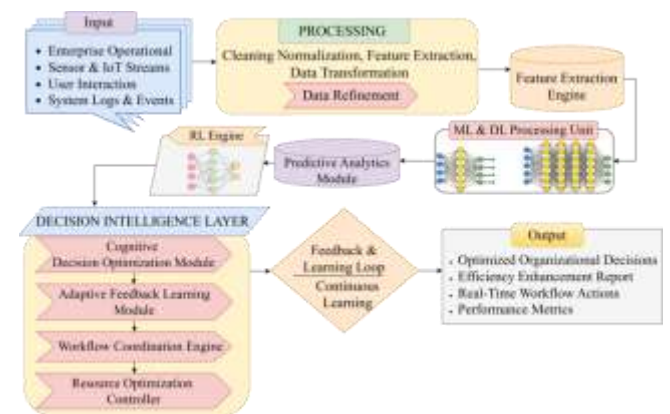 Input
• Enterprise Operational
• Sensor & IoT Streams
• User Interaction
• System Logs & Events
PROCESSING
Cleaning Normalization, Feature Extraction,
Data Transformation
Data Refinement
Feature Extraction
Engine
ML & DL Processing Unit
Predictive Analytics
Module
RL Engine
DECISION INTELLIGENCE LAYER
Cognitive
Decision Optimization Module
Adaptive Feedback Learning
Module
Workflow Coordination Engine
Resource Optimization
Controller
Feedback &
Learning Loop
Continuous
Learning
Output
• Optimized Organizational Decisions
• Efficiency Enhancement Report
• Real-Time Workflow Actions
• Performance Metrics